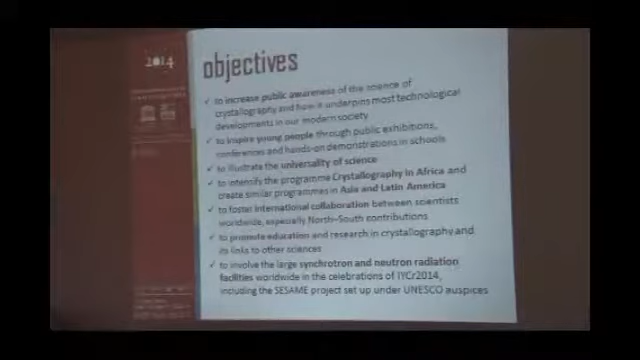 2014
objectives
✓ to increase public awareness of the science of
crystallography and how it underpins most technological
developments in our modern society
✓ to inspire young people through public exhibitions,
conferences and hands-on demonstrations in schools
✓ to illustrate the universality of science
✓ to intensify the programme Crystallography in Africa and
create similar programmes in Asia and Latin America
✓ to foster international collaboration between scientists
worldwide, especially North–South contributions
✓ to promote education and research in crystallography and
its links to other sciences
✓ to involve the large synchrotron and neutron radiation
facilities worldwide in the celebrations of IYCr2014,
including the SESAME project set up under UNESCO auspices